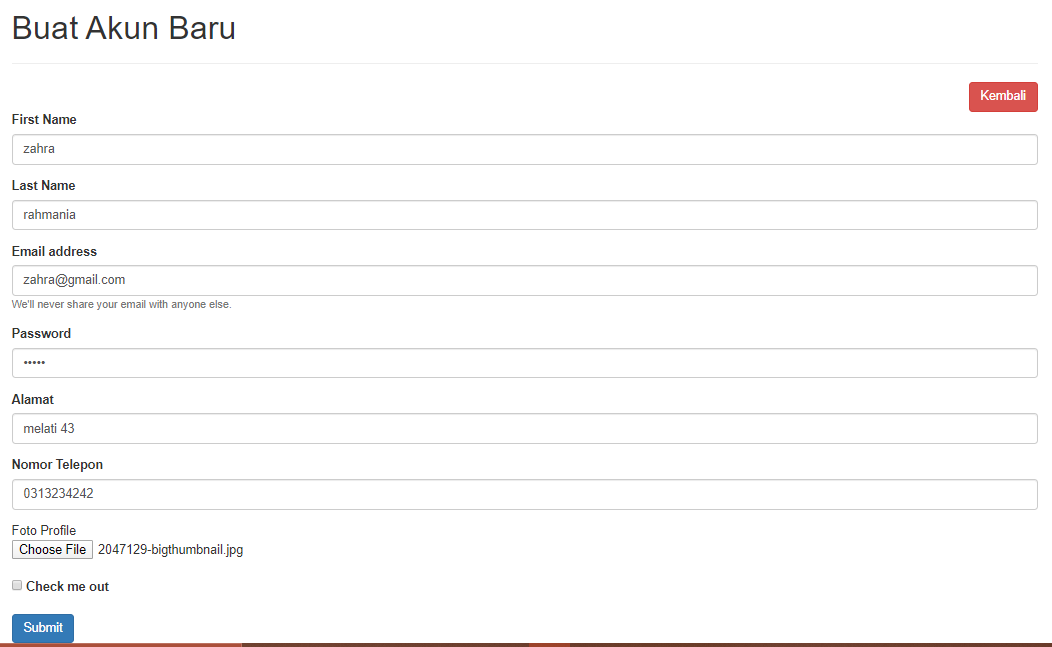 Buat Akun Baru
Kembali
First Name
zahra
Last Name
rahmania
Email address
zahra@gmail.com
We'll never share your email with anyone else.
Password
•••••
Alamat
melati 43
Nomor Telepon
0313234242
Foto Profile
Choose File 2047129-bigthumbnail.jpg
Check me out
Submit